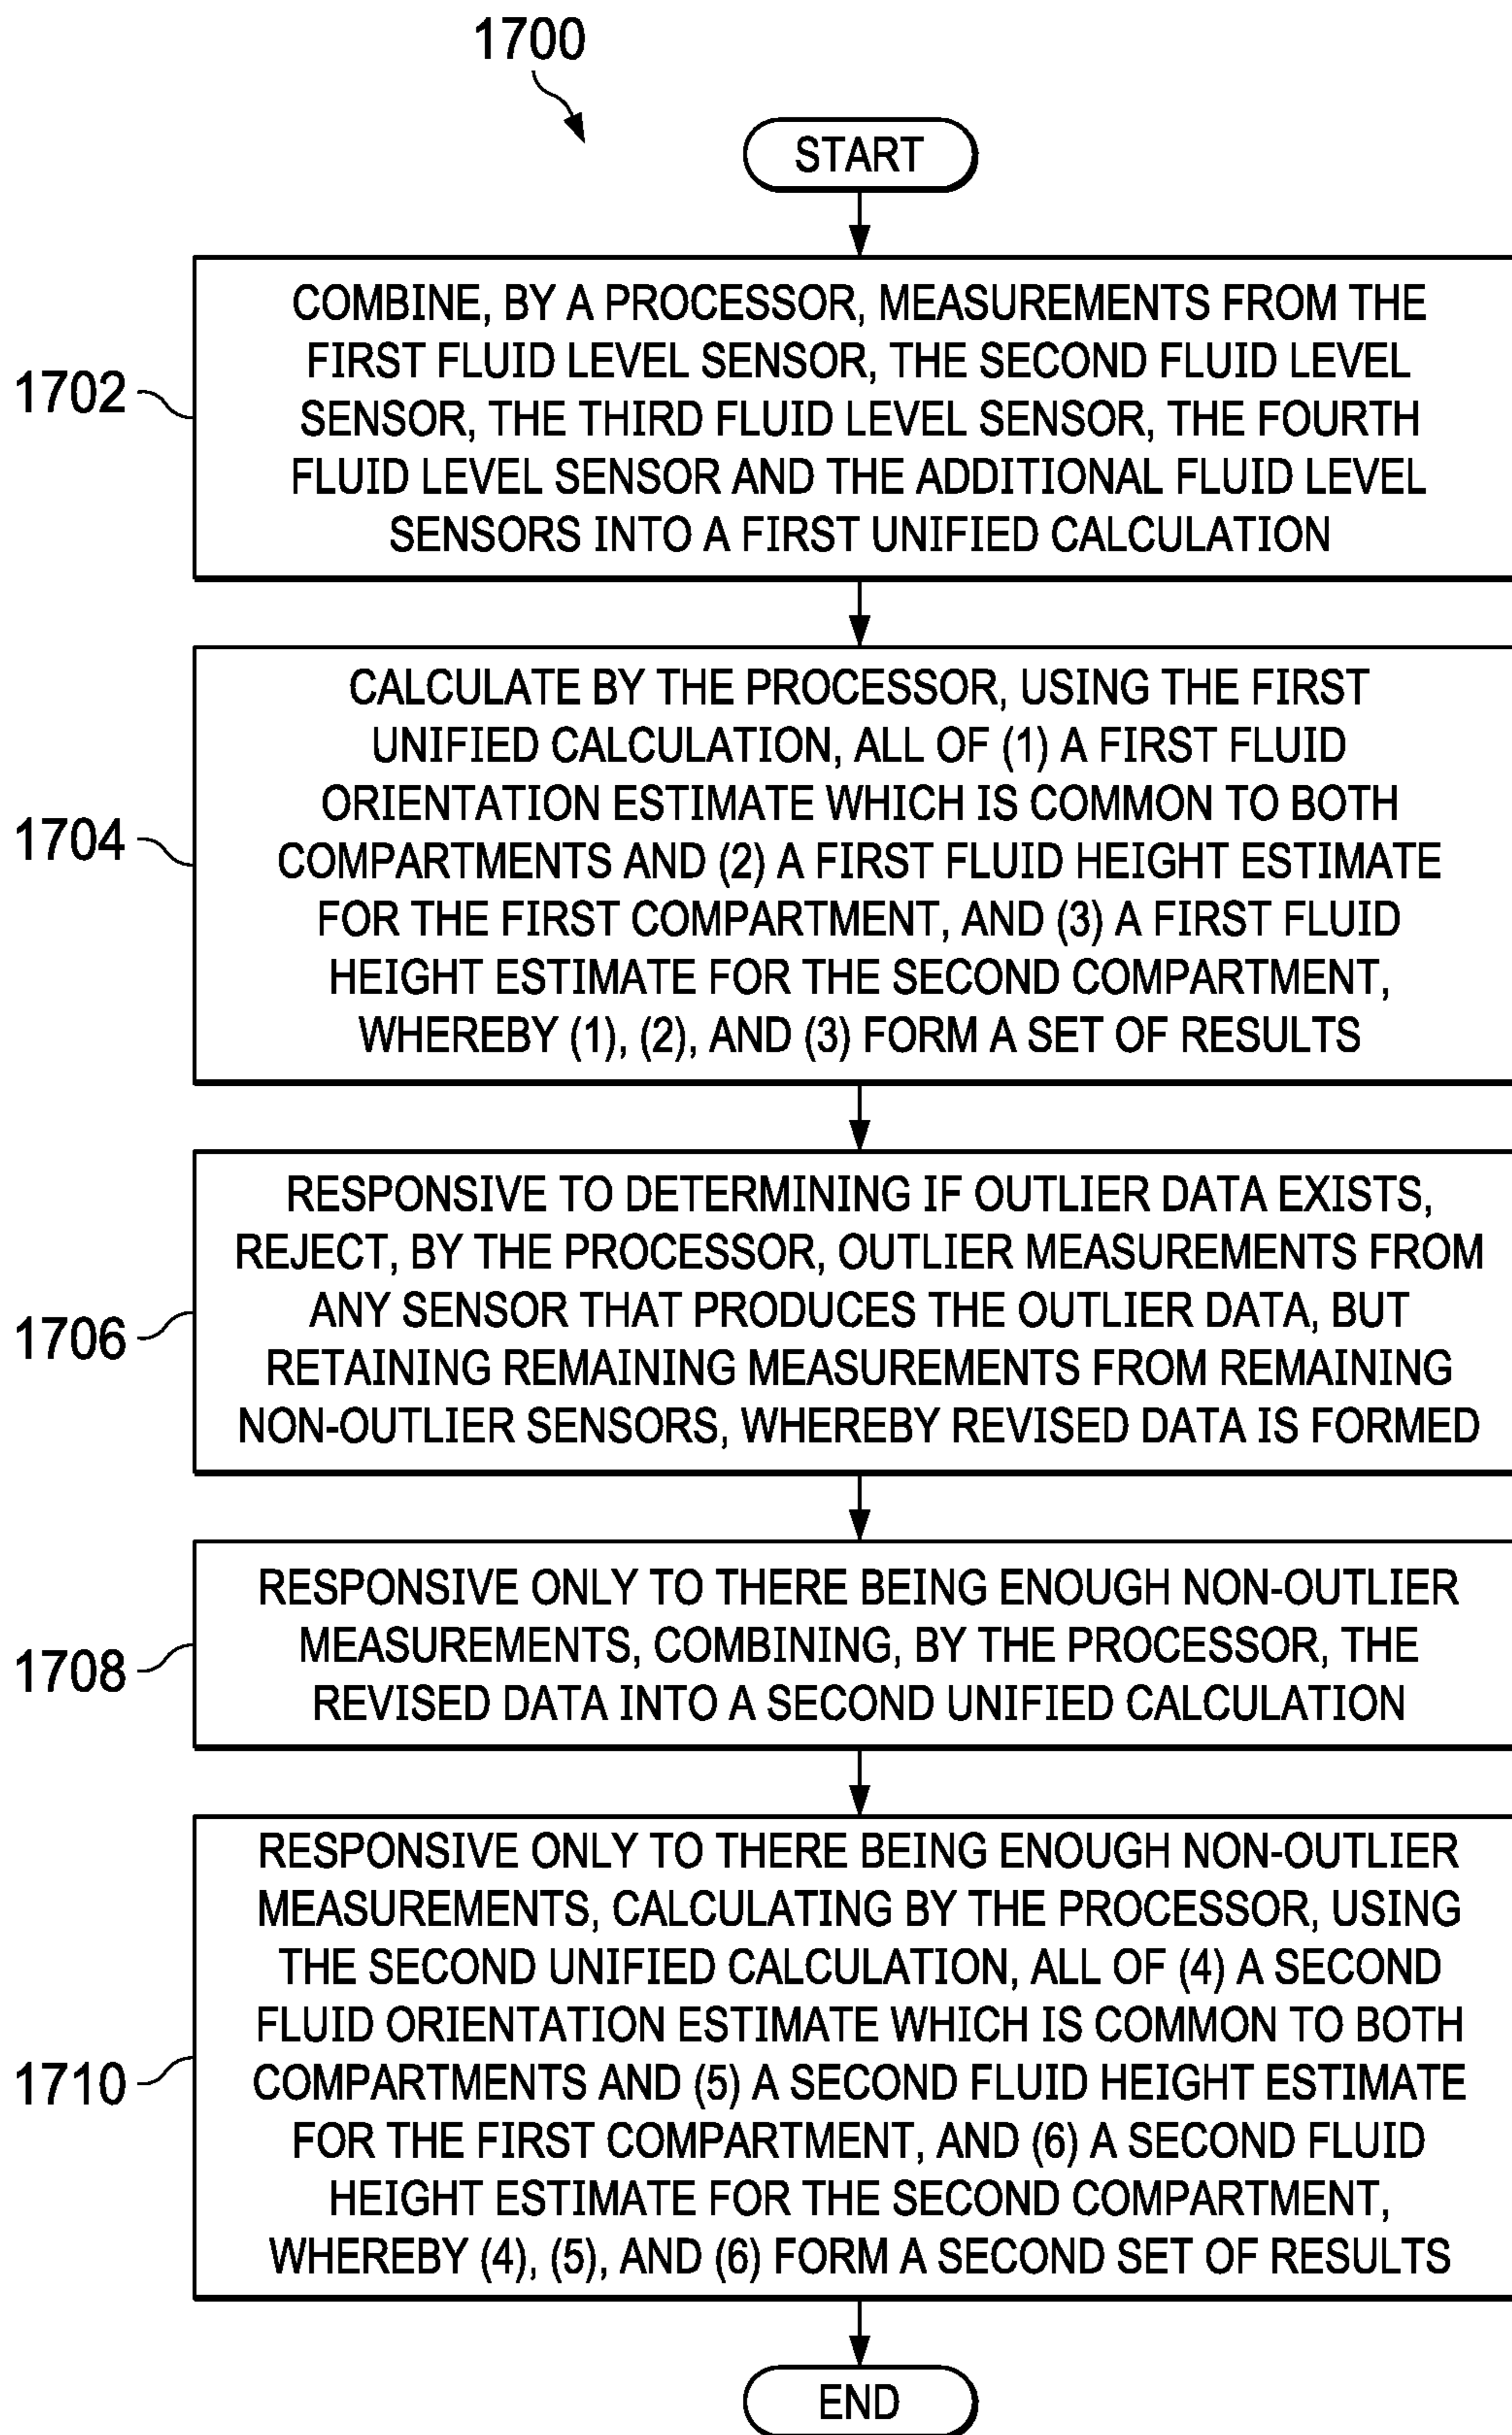 1700
START
1702
COMBINE, BY A PROCESSOR, MEASUREMENTS FROM THE
FIRST FLUID LEVEL SENSOR, THE SECOND FLUID LEVEL
SENSOR, THE THIRD FLUID LEVEL SENSOR, THE FOURTH
FLUID LEVEL SENSOR AND THE ADDITIONAL FLUID LEVEL
SENSORS INTO A FIRST UNIFIED CALCULATION
1704
CALCULATE BY THE PROCESSOR, USING THE FIRST
UNIFIED CALCULATION, ALL OF (1) A FIRST FLUID
ORIENTATION ESTIMATE WHICH IS COMMON TO BOTH
COMPARTMENTS AND (2) A FIRST FLUID HEIGHT ESTIMATE
FOR THE FIRST COMPARTMENT, AND (3) A FIRST FLUID
HEIGHT ESTIMATE FOR THE SECOND COMPARTMENT,
WHEREBY (1), (2), AND (3) FORM A SET OF RESULTS
1706
RESPONSIVE TO DETERMINING IF OUTLIER DATA EXISTS,
REJECT, BY THE PROCESSOR, OUTLIER MEASUREMENTS FROM
ANY SENSOR THAT PRODUCES THE OUTLIER DATA, BUT
RETAINING REMAINING MEASUREMENTS FROM REMAINING
NON-OUTLIER SENSORS, WHEREBY REVISED DATA IS FORMED
1708
RESPONSIVE ONLY TO THERE BEING ENOUGH NON-OUTLIER
MEASUREMENTS, COMBINING, BY THE PROCESSOR, THE
REVISED DATA INTO A SECOND UNIFIED CALCULATION
1710
RESPONSIVE ONLY TO THERE BEING ENOUGH NON-OUTLIER
MEASUREMENTS, CALCULATING BY THE PROCESSOR, USING
THE SECOND UNIFIED CALCULATION, ALL OF (4) A SECOND
FLUID ORIENTATION ESTIMATE WHICH IS COMMON TO BOTH
COMPARTMENTS AND (5) A SECOND FLUID HEIGHT ESTIMATE
FOR THE FIRST COMPARTMENT, AND (6) A SECOND FLUID
HEIGHT ESTIMATE FOR THE SECOND COMPARTMENT,
WHEREBY (4), (5), AND (6) FORM A SECOND SET OF RESULTS
END